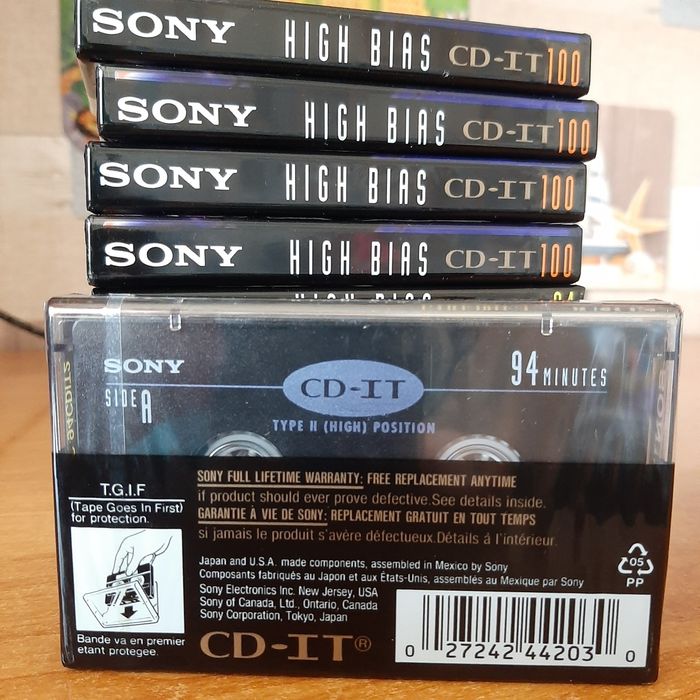 SONY HIGH BIAS CD-IT 100
SONY HIGH BIAS CD-IT 100
SONY HIGH BIAS CD-IT 100
SONY HIGH BIAS CD-IT 100
HIGH BIAS 94
SONY
CD-IT
94 MINUTES
SIDE A
TYPE II (HIGH) POSITION
T.G.I.F
(Tape Goes In First)
for protection.
Bande va en premier
etant protegee.
SONY FULL LIFETIME WARRANTY: FREE REPLACEMENT ANYTIME
if product should ever prove defective.See details inside.
GARANTIE À VIE DE SONY: REPLACEMENT GRATUIT EN TOUT TEMPS
si jamais le produit s'avère défectueux.Détails á l'intérieur.
Japan and U.S.A. made components, assembled in Mexico by Sony
Composants fabriqués au Japon et aux États-Unis, assemblés au Mexique par Sony
Sony Electronics Inc. New Jersey, USA
Sony of Canada, Ltd., Ontario, Canada
Sony Corporation, Tokyo, Japan
CD-IT®
05
PP
0 27242 44203 0